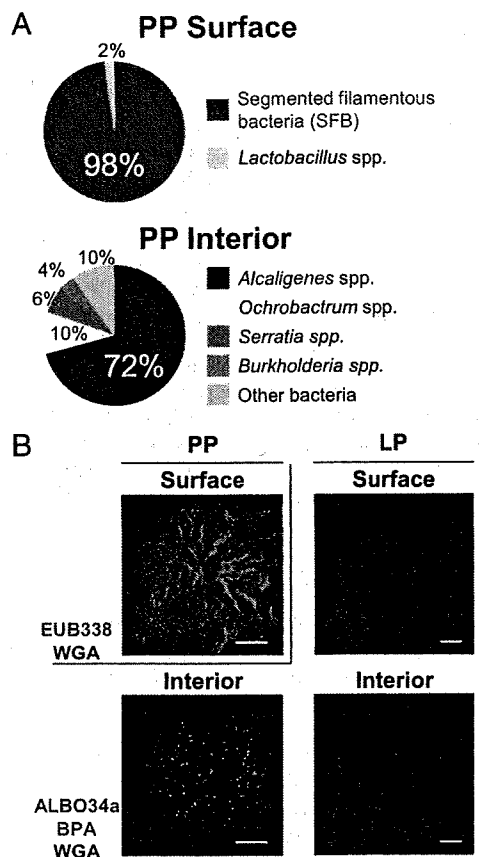 A
PP Surface
2%
98%
Segmented filamentous
bacteria (SFB)
Lactobacillus spp.
PP Interior
4%
10%
6%
10%
72%
Alcaligenes spp.
Ochrobactrum spp.
Serratia spp.
Burkholderia spp.
Other bacteria
B
PP
LP
Surface
Surface
EUB338
WGA
Interior
Interior
ALBO34a
BPA
WGA